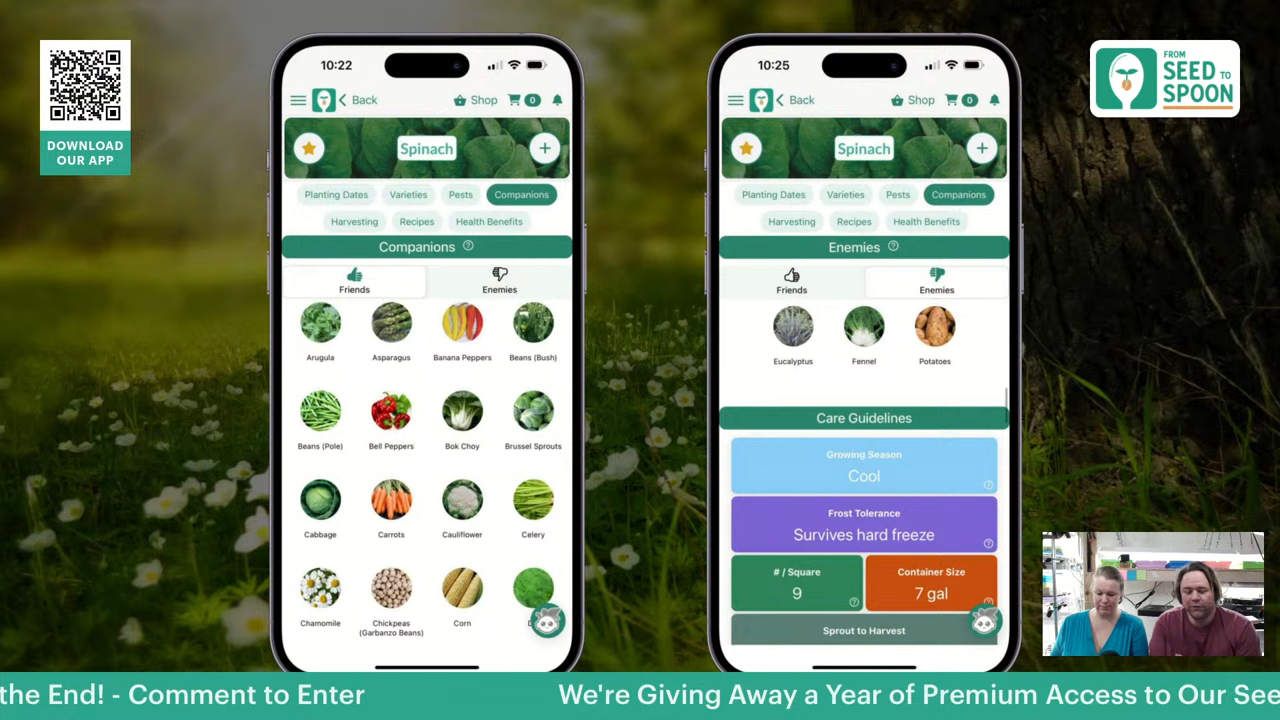 DOWNLOAD
OUR APP
10:22
Back
Shop
0
Spinach
Planting Dates
Varieties
Pests
Companions
Harvesting
Recipes
Health Benefits
Companions
Friends
Enemies
Arugula
Asparagus
Banana Peppers
Beans (Bush)
Beans (Pole)
Bell Peppers
Bok Choy
Brussel Sprouts
Cabbage
Carrots
Cauliflower
Celery
Chamomile
Chickpeas
(Garbanzo Beans)
Corn
10:25
Back
Shop
0
Spinach
Planting Dates
Varieties
Pests
Companions
Harvesting
Recipes
Health Benefits
Enemies
Friends
Enemies
Eucalyptus
Fennel
Potatoes
Care Guidelines
Growing Season
Cool
Frost Tolerance
Survives hard freeze
# / Square
9
Container Size
7 gal
Sprout to Harvest
FROM
SEED TO
SPOON
the End! - Comment to Enter
We're Giving Away a Year of Premium Access to Our See